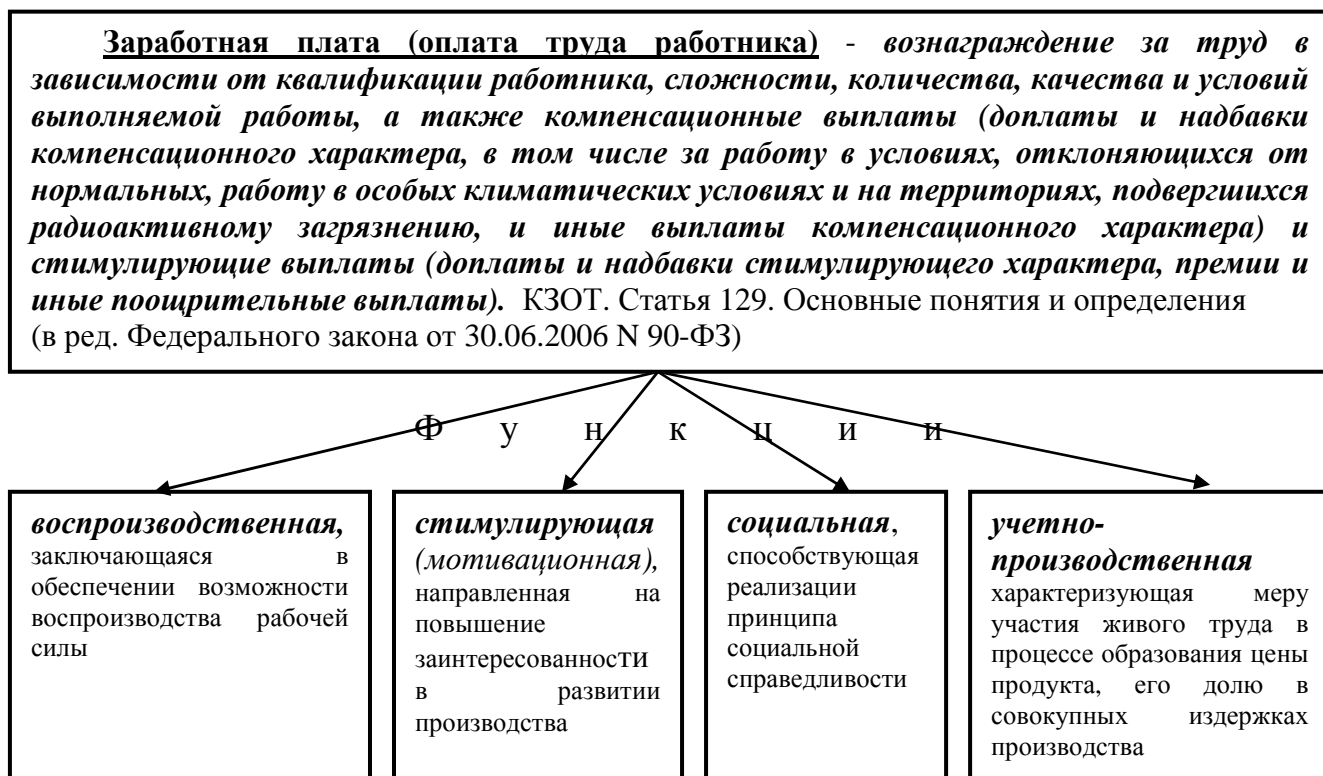 Заработная плата (оплата труда работника) - вознаграждение за труд в
зависимости от квалификации работника, сложности, количества, качества и условий
выполняемой работы, а также компенсационные выплаты (доплаты и надбавки
компенсационного характера, в том числе за работу в условиях, отклоняющихся от
нормальных, работу в особых климатических условиях и на территориях, подвергшихся
радиоактивному загрязнению, и иные выплаты компенсационного характера) и
стимулирующие выплаты (доплаты и надбавки стимулирующего характера, премии и
иные поощрительные выплаты). КЗОТ. Статья 129. Основные понятия и определения
(в ред. Федерального закона от 30.06.2006 N 90-ФЗ)
Ф у н к ц и и
воспроизводственная,
заключающаяся в
обеспечении возможности
воспроизводства рабочей
силы
стимулирующая
(мотивационная),
направленная на
повышение
заинтересованности
в развитии
производства
социальная,
способствующая
реализации
принципа
социальной
справедливости
учетно-
производственная
характеризующая меру
участия живого труда в
процессе образования цены
продукта, его долю в
совокупных издержках
производства